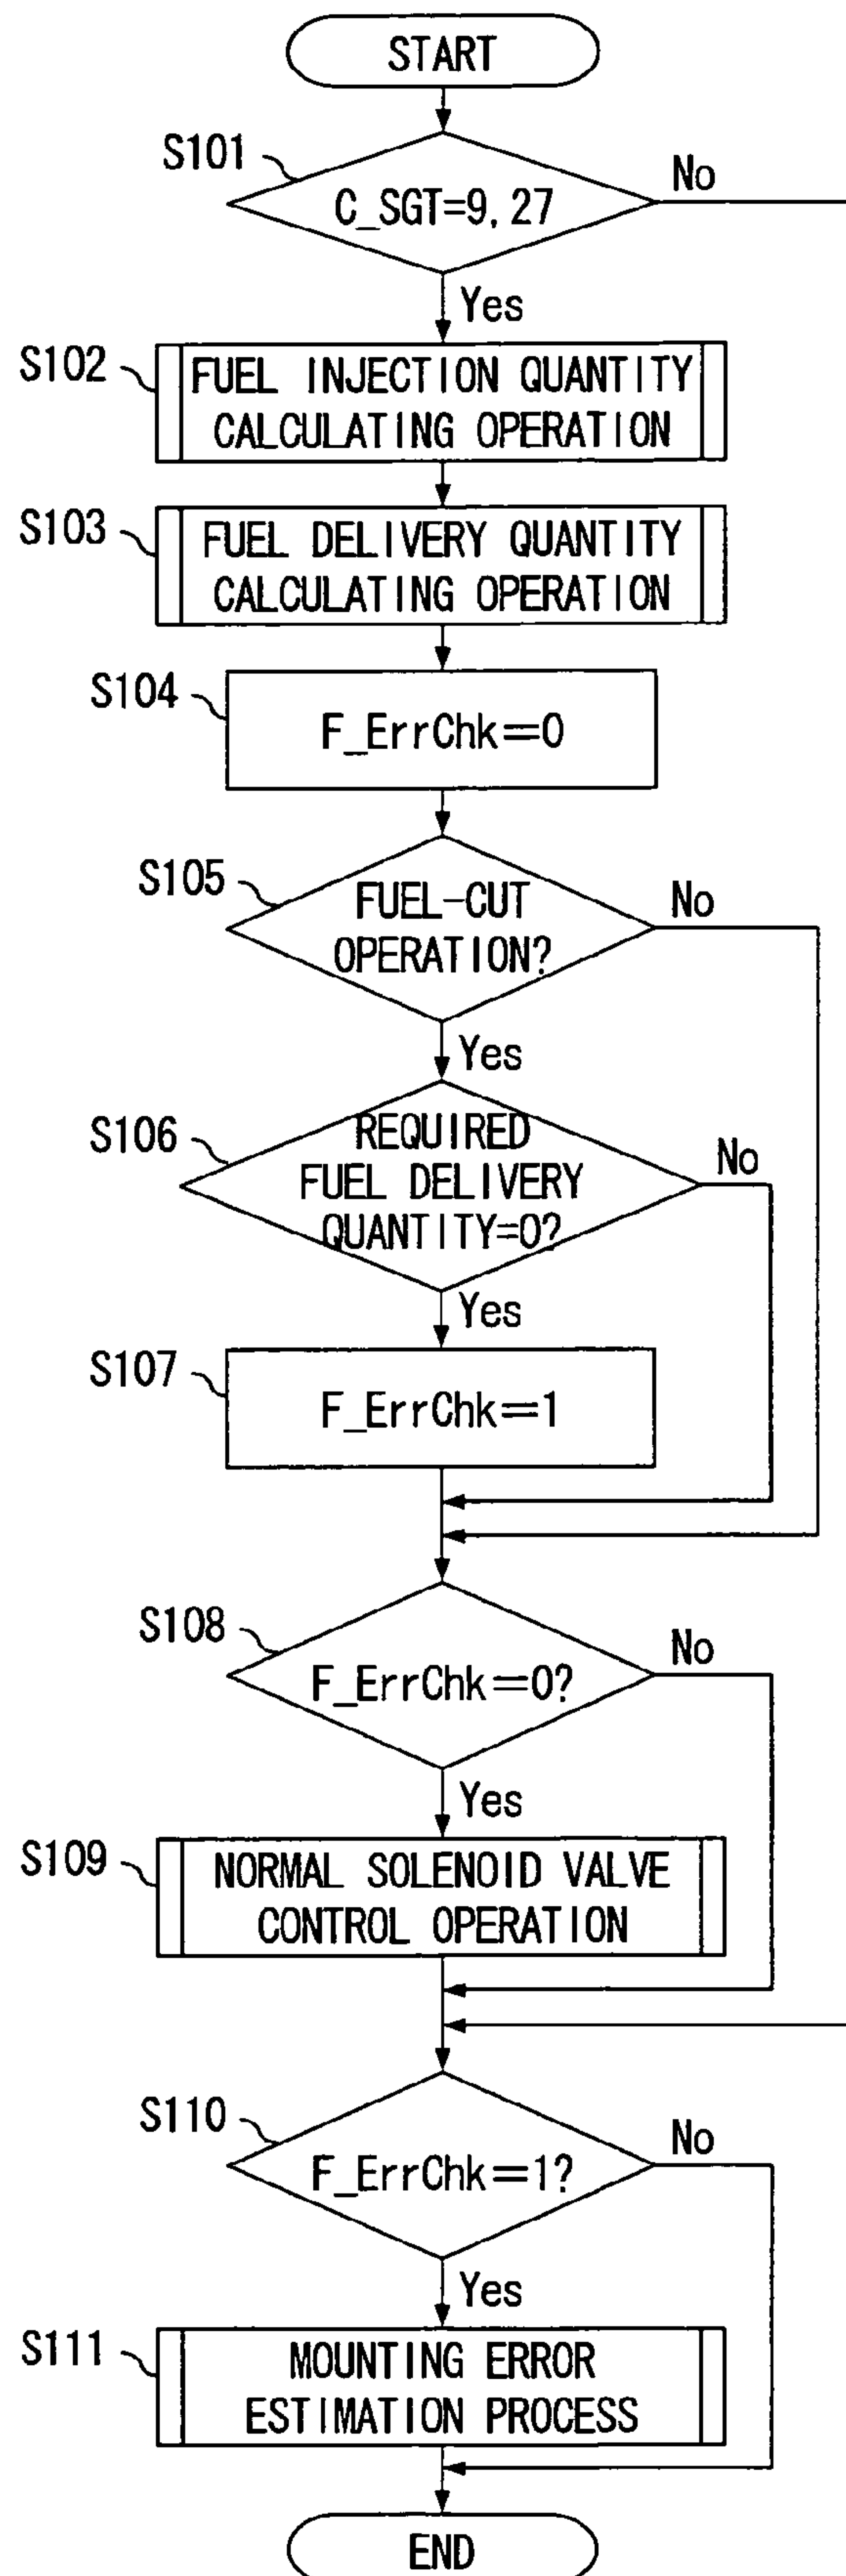 START
S101
C_SGT=9, 27
No
Yes
S102
FUEL INJECTION QUANTITY
CALCULATING OPERATION
S103
FUEL DELIVERY QUANTITY
CALCULATING OPERATION
S104
F_ErrChk=0
S105
FUEL-CUT
OPERATION?
No
Yes
S106
REQUIRED
FUEL DELIVERY
QUANTITY=0?
No
Yes
S107
F_ErrChk=1
S108
F_ErrChk=0?
No
Yes
S109
NORMAL SOLENOID VALVE
CONTROL OPERATION
S110
F_ErrChk=1?
No
Yes
S111
MOUNTING ERROR
ESTIMATION PROCESS
END